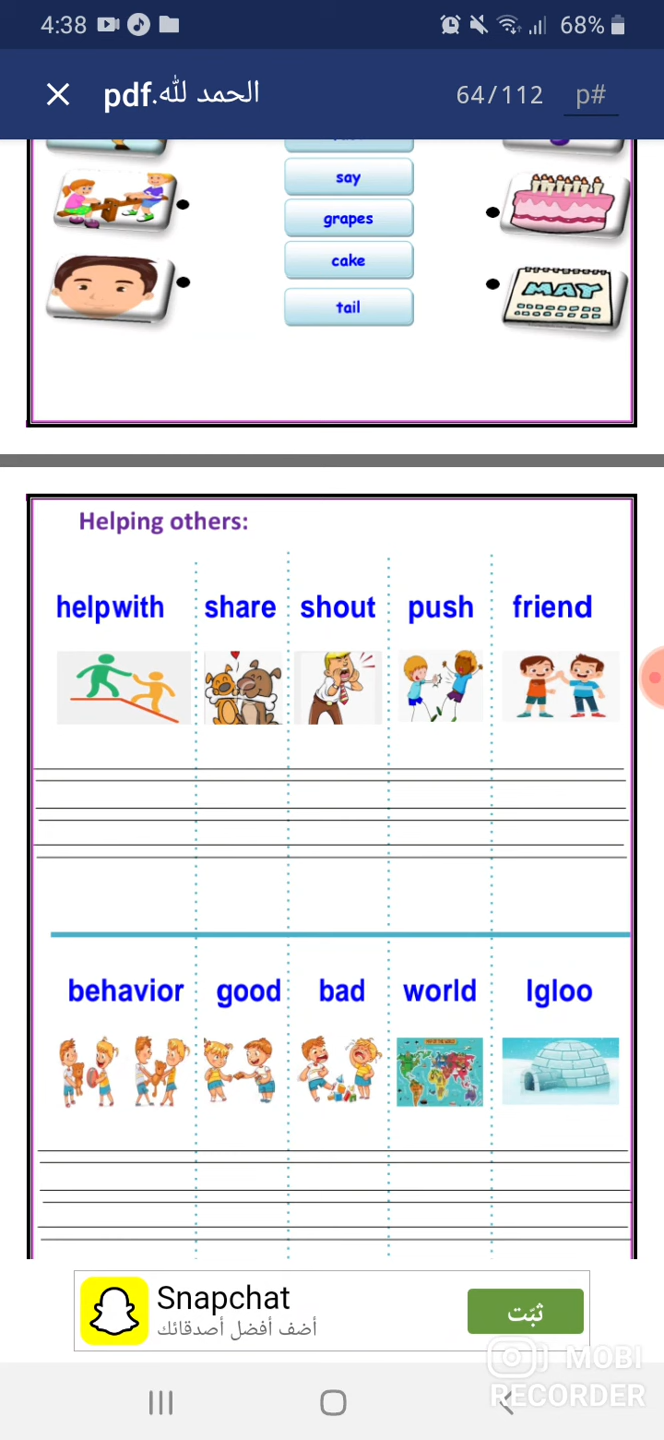 4:38 68%
الحمد لله.pdf 64/112 p#
say
grapes
cake
MAY
tail
Helping others:
helpwith share shout push friend
behavior good bad world Igloo
Snapchat
أضف أفضل أصدقائك
ثبّت
MOBI
RECORDER